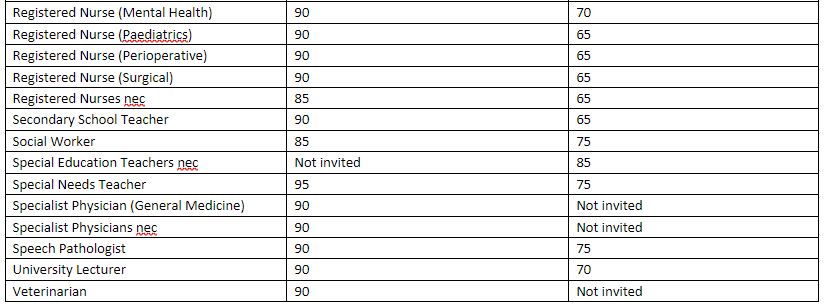 Registered Nurse (Mental Health) 90 70
Registered Nurse (Paediatrics) 90 65
Registered Nurse (Perioperative) 90 65
Registered Nurse (Surgical) 90 65
Registered Nurses nec 85 65
Secondary School Teacher 90 65
Social Worker 85 75
Special Education Teachers nec Not invited 85
Special Needs Teacher 95 75
Specialist Physician (General Medicine) 90 Not invited
Specialist Physicians nec 90 Not invited
Speech Pathologist 90 75
University Lecturer 90 70
Veterinarian 90 Not invited